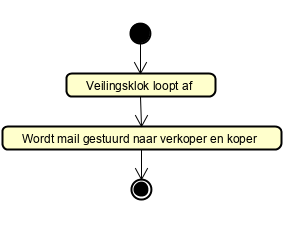 Veilingsklok loopt af
Wordt mail gestuurd naar verkoper en koper